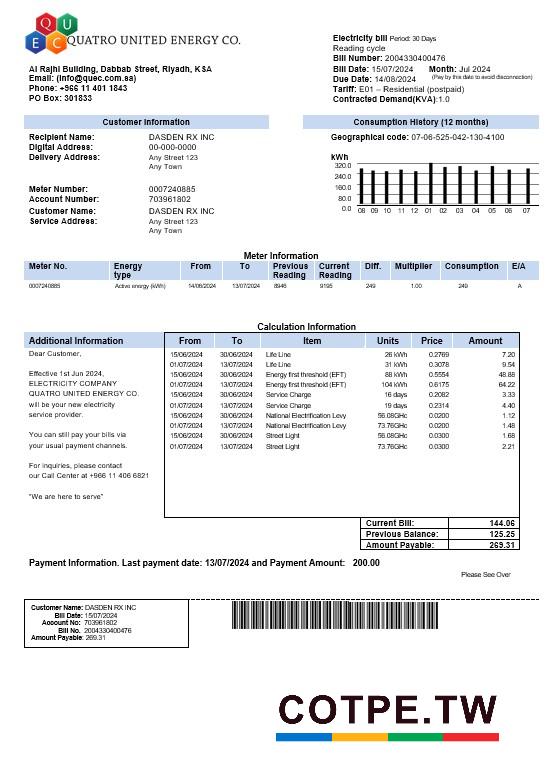 QU
EC QUATRO UNITED ENERGY CO.
Al Rajhi Building, Dabbab Street, Riyadh, KSA
Email: (info@quec.com.sa)
Phone: +966 11 401 1843
PO Box: 301833
Electricity bill Period: 30 Days
Reading cycle
Bill Number: 2004330400476
Bill Date: 15/07/2024 Month: Jul 2024
Due Date: 14/08/2024 (Pay by this date to avoid disconnection)
Tariff: E01 – Residential (postpaid)
Contracted Demand(KVA):1.0
Customer Information
Recipient Name: DASDEN RX INC
Digital Address: 00-000-0000
Delivery Address: Any Street 123
Any Town
Meter Number: 0007240885
Account Number: 703961802
Customer Name: DASDEN RX INC
Service Address: Any Street 123
Any Town
Consumption History (12 months)
Geographical code: 07-06-525-042-130-4100
kWh
320.0
240.0
160.0
80.0
0.0
08 09 10 11 12 01 02 03 04 05 06 07
Meter Information
Meter No. Energy type From To Previous Reading Current Reading Diff. Multiplier Consumption E/A
0007240885 Active energy (kWh) 14/06/2024 13/07/2024 8946 9195 249 1.00 249 A
Calculation Information
Additional Information
Dear Customer,
Effective 1st Jun 2024,
ELECTRICITY COMPANY
QUATRO UNITED ENERGY CO.
will be your new electricity
service provider.
You can still pay your bills via
your usual payment channels.
For inquiries, please contact
our Call Center at +966 11 406 6821
"We are here to serve"
From To Item Units Price Amount
15/06/2024 30/06/2024 Life Line 26 kWh 0.2769 7.20
01/07/2024 13/07/2024 Life Line 31 kWh 0.3078 9.54
15/06/2024 30/06/2024 Energy first threshold (EFT) 88 kWh 0.5554 48.88
01/07/2024 13/07/2024 Energy first threshold (EFT) 104 kWh 0.6175 64.22
15/06/2024 30/06/2024 Service Charge 16 days 0.2082 3.33
01/07/2024 13/07/2024 Service Charge 19 days 0.2314 4.40
15/06/2024 30/06/2024 National Electrification Levy 56.08GHc 0.0200 1.12
01/07/2024 13/07/2024 National Electrification Levy 73.76GHc 0.0200 1.48
15/06/2024 30/06/2024 Street Light 56.08GHc 0.0300 1.68
01/07/2024 13/07/2024 Street Light 73.76GHc 0.0300 2.21
Current Bill: 144.06
Previous Balance: 125.25
Amount Payable: 269.31
Payment Information. Last payment date: 13/07/2024 and Payment Amount: 200.00
Please See Over
Customer Name: DASDEN RX INC
Bill Date: 15/07/2024
Account No: 703961802
Bill No. 2004330400476
Amount Payable: 269.31
COTPE.TW